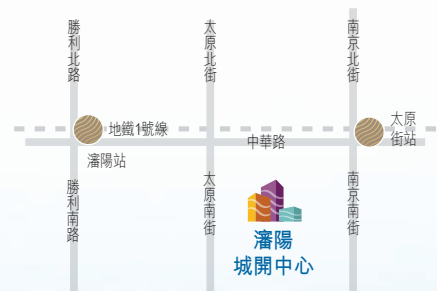 勝利北路
太原北街
南京北街
地鐵1號線
太原
街站
中華路
瀋陽站
勝利南路
太原南街
南京南街
瀋陽
城開中心